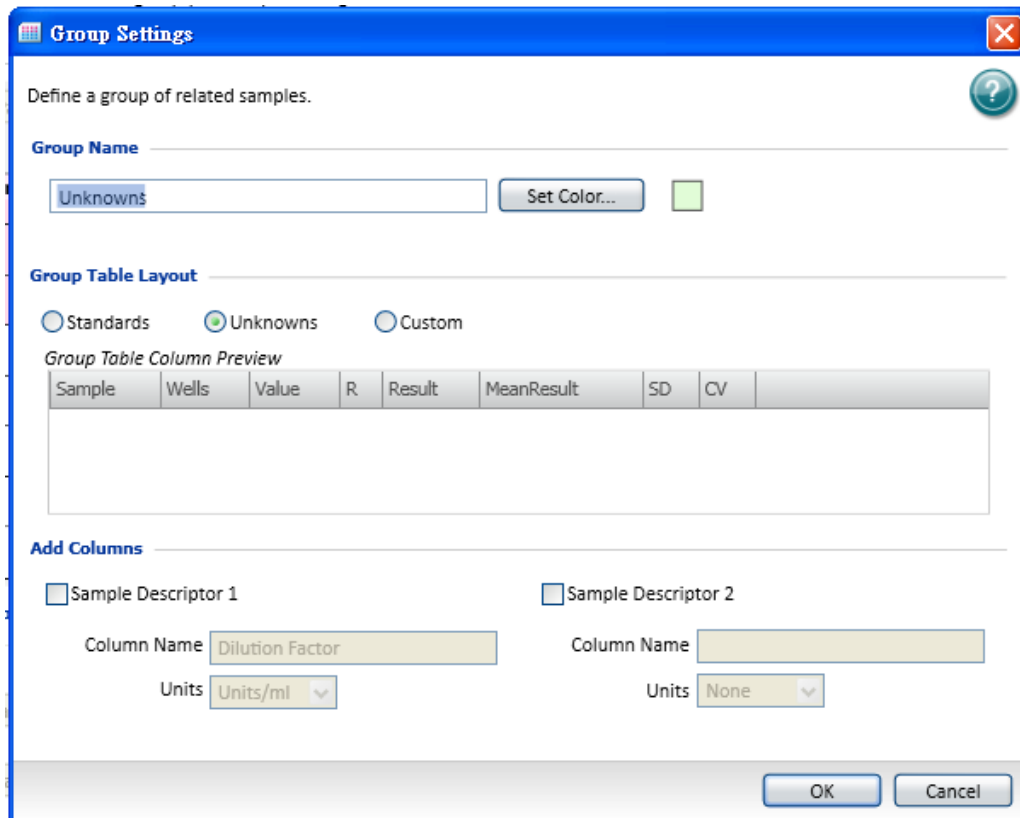 Group Settings
Define a group of related samples.
?
Group Name
Unknowns
Set Color...
Group Table Layout
Standards Unknowns Custom
Group Table Column Preview
Sample Wells Value R Result MeanResult SD CV
Add Columns
Sample Descriptor 1 Sample Descriptor 2
Column Name Dilution Factor Column Name
Units Units/ml Units None
OK Cancel